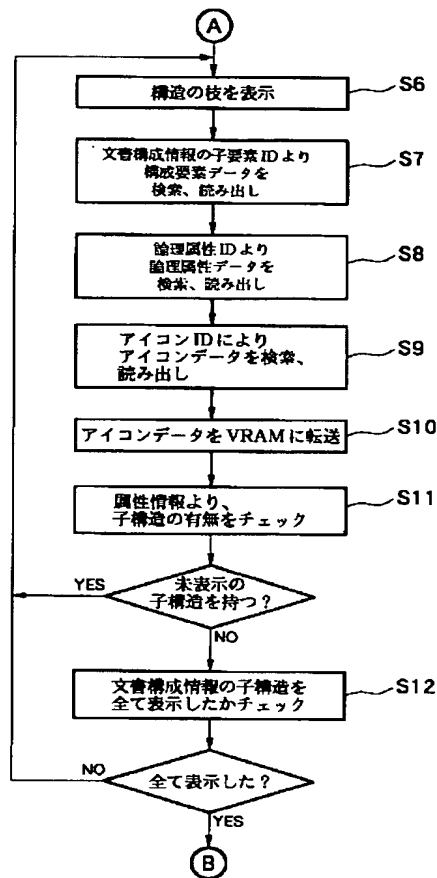 A
構造の枝を表示
S6
文書構成情報の子要素IDより
構成要素データを
検索、読み出し
S7
論理属性IDより
論理属性データを
検索、読み出し
S8
アイコンIDにより
アイコンデータを検索、
読み出し
S9
アイコンデータをVRAMに転送
S10
属性情報より、
子構造の有無をチェック
S11
YES
未表示の
子構造を持つ?
NO
文書構成情報の子構造を
全て表示したかチェック
S12
NO
全て表示した?
YES
B